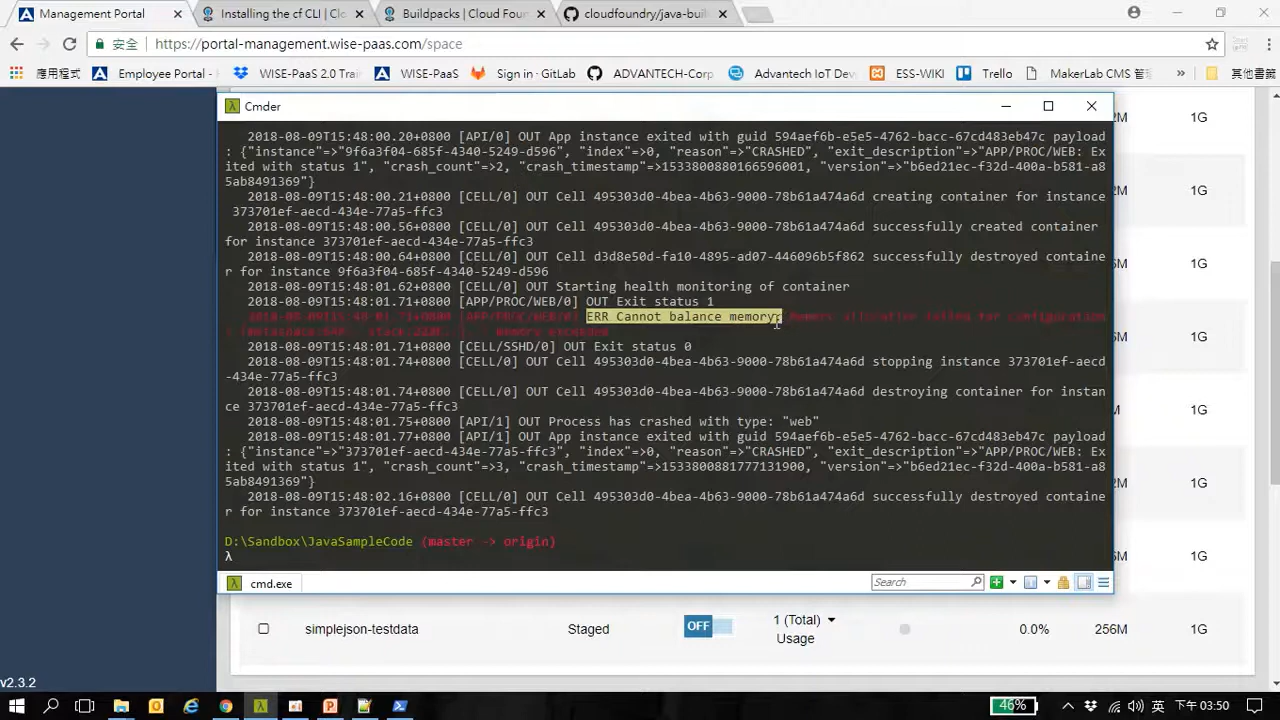 Management Portal
Installing the cf CLI | Clo
Buildpacks | Cloud Foun
cloudfoundry/java-buil
安全 https://portal-management.wise-paas.com/space
應用程式
Employee Portal -
WISE-PaaS 2.0 Trai
WISE-PaaS
Sign in · GitLab
ADVANTECH-Corp
Advantech IoT Dev
ESS-WIKI
Trello
MakerLab CMS
»
其他書籤
Cmder
2018-08-09T15:48:00.20+0800 [API/0] OUT App instance exited with guid 594aef6b-e5e5-4762-bacc-67cd483eb47c payload
: {"instance"=>"9f6a3f04-685f-4340-5249-d596", "index"=>0, "reason"=>"CRASHED", "exit_description"=>"APP/PROC/WEB: Ex
ited with status 1", "crash_count"=>2, "crash_timestamp"=>1533800880166596001, "version"=>"b6ed21ec-f32d-400a-b581-a8
5ab8491369"}
2018-08-09T15:48:00.21+0800 [CELL/0] OUT Cell 495303d0-4bea-4b63-9000-78b61a474a6d creating container for instance
373701ef-aecd-434e-77a5-ffc3
2018-08-09T15:48:00.56+0800 [CELL/0] OUT Cell 495303d0-4bea-4b63-9000-78b61a474a6d successfully created container
for instance 373701ef-aecd-434e-77a5-ffc3
2018-08-09T15:48:00.64+0800 [CELL/0] OUT Cell d3d8e50d-fa10-4895-ad07-446096b5f862 successfully destroyed containe
r for instance 9f6a3f04-685f-4340-5249-d596
2018-08-09T15:48:01.62+0800 [CELL/0] OUT Starting health monitoring of container
2018-08-09T15:48:01.71+0800 [APP/PROC/WEB/0] OUT Exit status 1
2018-08-09T15:48:01.71+0800 [APP/PROC/WEB/0] ERR Cannot balance memory: Memory allocation failed for configuration
memory exceeded
2018-08-09T15:48:01.71+0800 [CELL/SSHD/0] OUT Exit status 0
2018-08-09T15:48:01.74+0800 [CELL/0] OUT Cell 495303d0-4bea-4b63-9000-78b61a474a6d stopping instance 373701ef-aecd
-434e-77a5-ffc3
2018-08-09T15:48:01.74+0800 [CELL/0] OUT Cell 495303d0-4bea-4b63-9000-78b61a474a6d destroying container for instan
ce 373701ef-aecd-434e-77a5-ffc3
2018-08-09T15:48:01.75+0800 [API/1] OUT Process has crashed with type: "web"
2018-08-09T15:48:01.77+0800 [API/1] OUT App instance exited with guid 594aef6b-e5e5-4762-bacc-67cd483eb47c payload
: {"instance"=>"373701ef-aecd-434e-77a5-ffc3", "index"=>0, "reason"=>"CRASHED", "exit_description"=>"APP/PROC/WEB: Ex
ited with status 1", "crash_count"=>3, "crash_timestamp"=>1533800881777131900, "version"=>"b6ed21ec-f32d-400a-b581-a8
5ab8491369"}
2018-08-09T15:48:02.16+0800 [CELL/0] OUT Cell 495303d0-4bea-4b63-9000-78b61a474a6d successfully destroyed containe
r for instance 373701ef-aecd-434e-77a5-ffc3
D:\Sandbox\JavaSampleCode (master -> origin)
λ
cmd.exe
Search
1G
1G
1G
1G
1G
1G
1G
simplejson-testdata Staged OFF 1 (Total) Usage 0.0% 256M 1G
v2.3.2
46%
英
下午 03:50